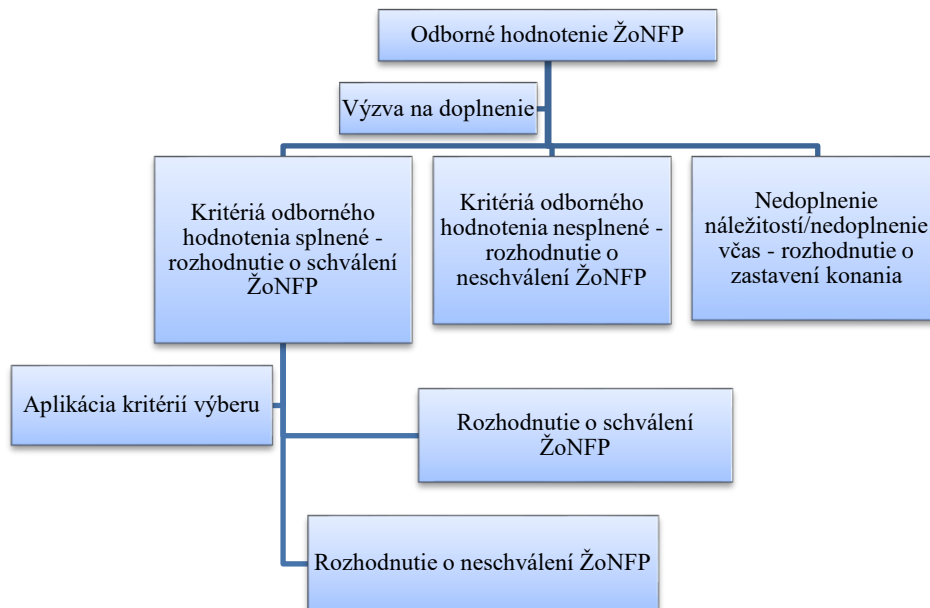 Odborné hodnotenie ŽoNFP
Výzva na doplnenie
Kritériá odborného
hodnotenia splnené -
rozhodnutie o schválení
ŽoNFP
Kritériá odborného
hodnotenia nesplnené -
rozhodnutie o
neschválení ŽoNFP
Nedoplnenie
náležitostí/nedoplnenie
včas - rozhodnutie o
zastavení konania
Aplikácia kritérií výberu
Rozhodnutie o schválení
ŽoNFP
Rozhodnutie o neschválení ŽoNFP